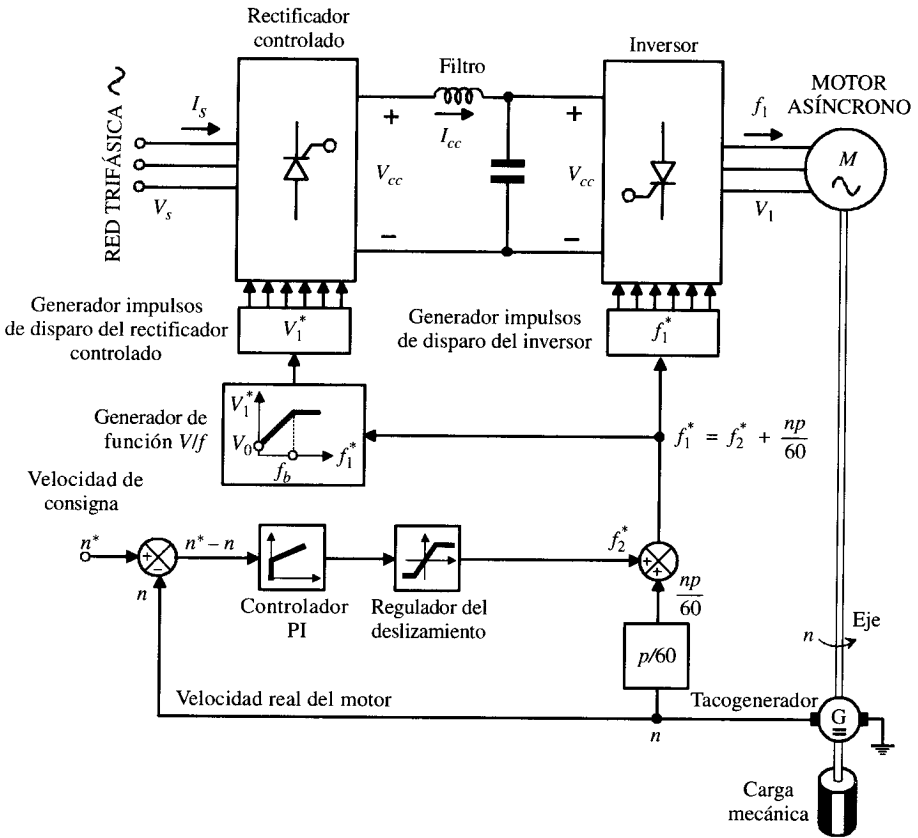 Rectificador
controlado
Inversor
Filtro
MOTOR
ASÍNCRONO
RED TRIFÁSICA
I_s
V_s
+
V_cc
−
I_cc
+
V_cc
−
f_1
M
V_1
Generador impulsos
de disparo del rectificador
controlado
V_1^*
Generador impulsos
de disparo del inversor
f_1^*
Generador de
función V/f
V_1^*
V_0
f_b
f_1^*
f_1^* = f_2^* + np/60
Velocidad de
consigna
n*
+
−
n
n* – n
Controlador
PI
Regulador del
deslizamiento
f_2^*
+
+
np/60
p/60
n
Eje
n
Velocidad real del motor
Tacogenerador
G
Carga
mecánica